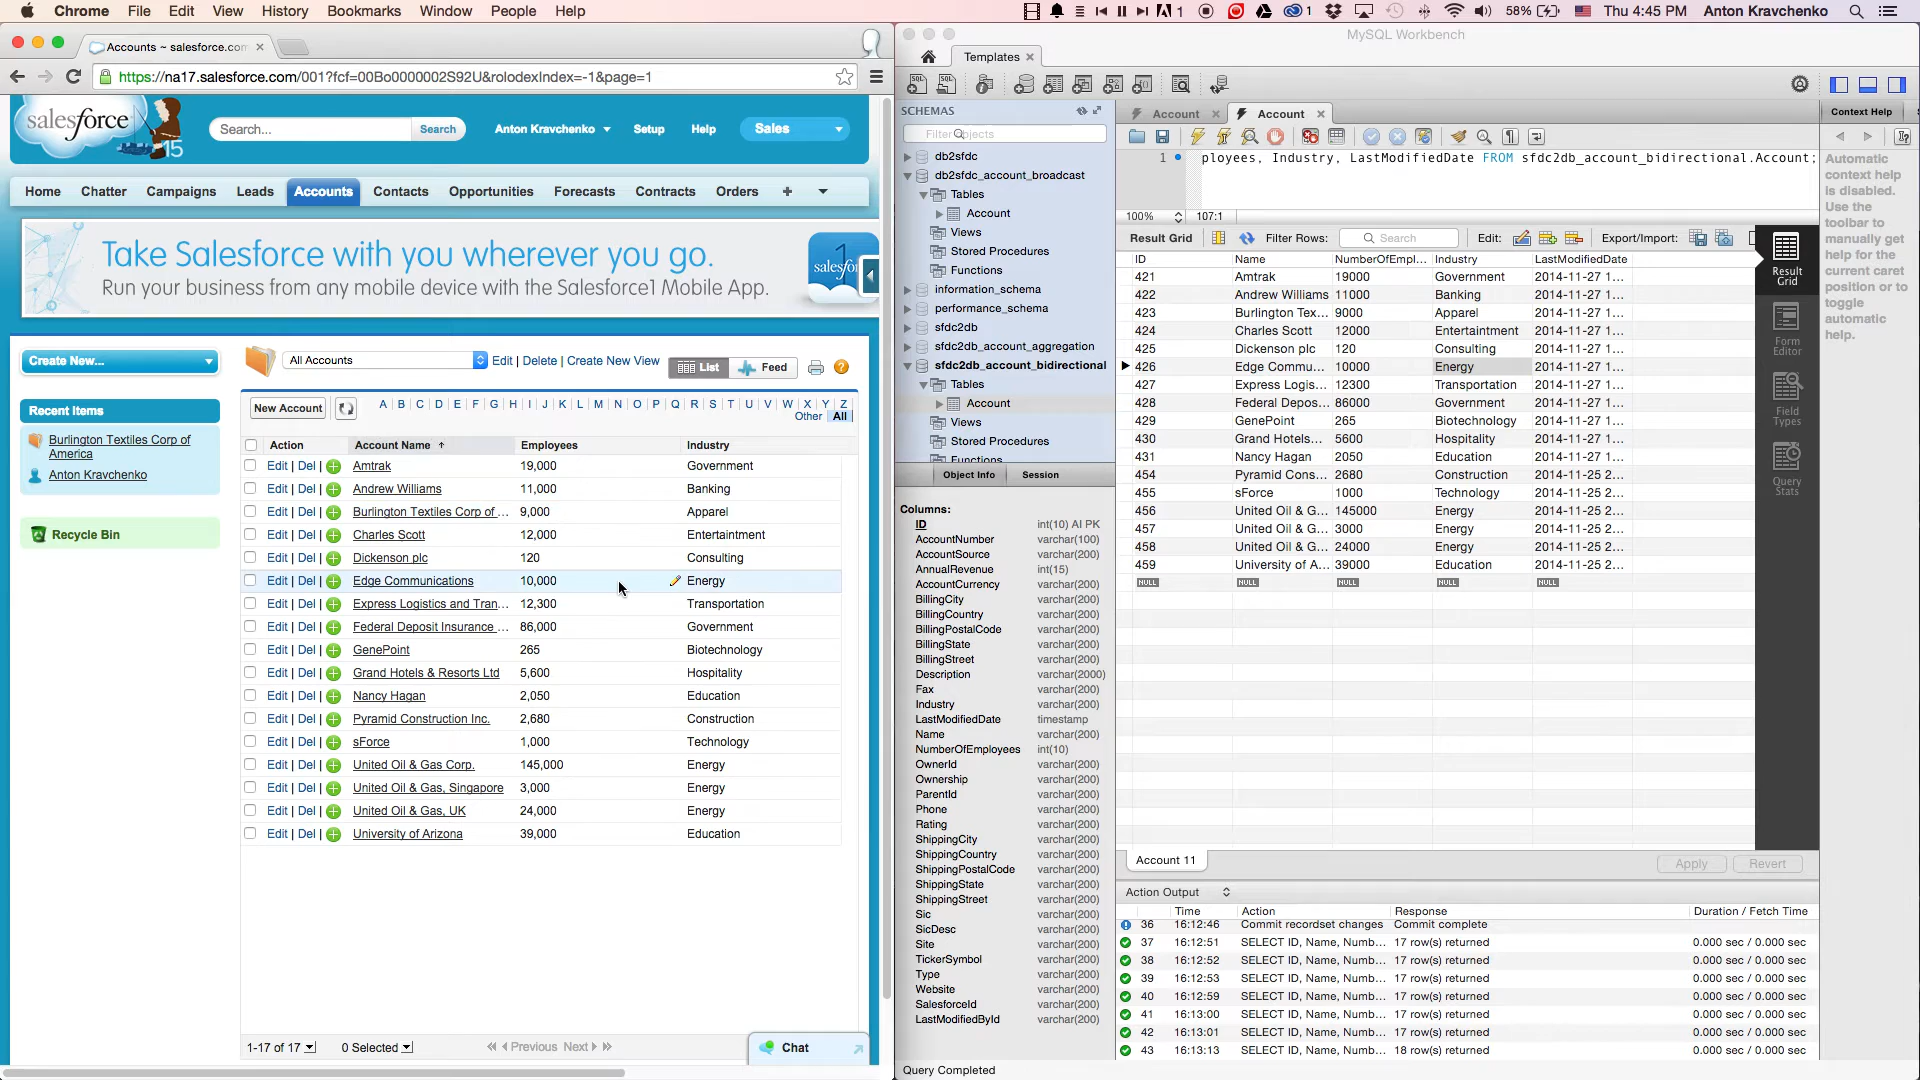 Chrome File Edit View History Bookmarks Window People Help
1 1 58% Thu 4:45 PM Anton Kravchenko
Accounts ~ salesforce.com
https://na17.salesforce.com/001?fcf=00Bo0000002S92U&rolodexIndex=-1&page=1
salesforce
15
Search...
Search
Anton Kravchenko
Setup
Help
Sales
Home Chatter Campaigns Leads Accounts Contacts Opportunities Forecasts Contracts Orders +
Take Salesforce with you wherever you go.
Run your business from any mobile device with the Salesforce1 Mobile App.
Create New...
Recent Items
Burlington Textiles Corp of
America
Anton Kravchenko
Recycle Bin
All Accounts
Edit | Delete | Create New View
List
Feed
New Account
A B C D E F G H I J K L M N O P Q R S T U V W X Y Z
Other All
Action Account Name Employees Industry
Edit | Del | Amtrak 19,000 Government
Edit | Del | Andrew Williams 11,000 Banking
Edit | Del | Burlington Textiles Corp of ... 9,000 Apparel
Edit | Del | Charles Scott 12,000 Entertaintment
Edit | Del | Dickenson plc 120 Consulting
Edit | Del | Edge Communications 10,000 Energy
Edit | Del | Express Logistics and Tran... 12,300 Transportation
Edit | Del | Federal Deposit Insurance ... 86,000 Government
Edit | Del | GenePoint 265 Biotechnology
Edit | Del | Grand Hotels & Resorts Ltd 5,600 Hospitality
Edit | Del | Nancy Hagan 2,050 Education
Edit | Del | Pyramid Construction Inc. 2,680 Construction
Edit | Del | sForce 1,000 Technology
Edit | Del | United Oil & Gas Corp. 145,000 Energy
Edit | Del | United Oil & Gas, Singapore 3,000 Energy
Edit | Del | United Oil & Gas, UK 24,000 Energy
Edit | Del | University of Arizona 39,000 Education
1-17 of 17
0 Selected
Previous Next
Chat
MySQL Workbench
Templates
SCHEMAS
Filter objects
db2sfdc
db2sfdc_account_broadcast
Tables
Account
Views
Stored Procedures
Functions
information_schema
performance_schema
sfdc2db
sfdc2db_account_aggregation
sfdc2db_account_bidirectional
Tables
Account
Views
Stored Procedures
Functions
Object Info Session
Columns:
ID int(10) AI PK
AccountNumber varchar(100)
AccountSource varchar(200)
AnnualRevenue int(15)
AccountCurrency varchar(200)
BillingCity varchar(200)
BillingCountry varchar(200)
BillingPostalCode varchar(200)
BillingState varchar(200)
BillingStreet varchar(200)
Description varchar(2000)
Fax varchar(200)
Industry varchar(200)
LastModifiedDate timestamp
Name varchar(200)
NumberOfEmployees int(10)
OwnerId varchar(200)
Ownership varchar(200)
ParentId varchar(200)
Phone varchar(200)
Rating varchar(200)
ShippingCity varchar(200)
ShippingCountry varchar(200)
ShippingPostalCode varchar(200)
ShippingState varchar(200)
ShippingStreet varchar(200)
Sic varchar(200)
SicDesc varchar(200)
Site varchar(200)
TickerSymbol varchar(200)
Type varchar(200)
Website varchar(200)
SalesforceId varchar(200)
LastModifiedById varchar(200)
Query Completed
Account Account
1 ployees, Industry, LastModifiedDate FROM sfdc2db_account_bidirectional.Account;
100% 107:1
Result Grid Filter Rows: Search Edit: Export/Import:
ID Name NumberOfEmpl... Industry LastModifiedDate
421 Amtrak 19000 Government 2014-11-27 1...
422 Andrew Williams 11000 Banking 2014-11-27 1...
423 Burlington Tex... 9000 Apparel 2014-11-27 1...
424 Charles Scott 12000 Entertaintment 2014-11-27 1...
425 Dickenson plc 120 Consulting 2014-11-27 1...
426 Edge Commu... 10000 Energy 2014-11-27 1...
427 Express Logis... 12300 Transportation 2014-11-27 1...
428 Federal Depos... 86000 Government 2014-11-27 1...
429 GenePoint 265 Biotechnology 2014-11-27 1...
430 Grand Hotels... 5600 Hospitality 2014-11-27 1...
431 Nancy Hagan 2050 Education 2014-11-27 1...
454 Pyramid Cons... 2680 Construction 2014-11-25 2...
455 sForce 1000 Technology 2014-11-25 2...
456 United Oil & G... 145000 Energy 2014-11-25 2...
457 United Oil & G... 3000 Energy 2014-11-25 2...
458 United Oil & G... 24000 Energy 2014-11-25 2...
459 University of A... 39000 Education 2014-11-25 2...
NULL NULL NULL NULL NULL
Result
Grid
Form
Editor
Field
Types
Query
Stats
Account 11
Apply
Revert
Action Output
Time Action Response Duration / Fetch Time
36 16:12:46 Commit recordset changes Commit complete
37 16:12:51 SELECT ID, Name, Numb... 17 row(s) returned 0.000 sec / 0.000 sec
38 16:12:52 SELECT ID, Name, Numb... 17 row(s) returned 0.000 sec / 0.000 sec
39 16:12:53 SELECT ID, Name, Numb... 17 row(s) returned 0.000 sec / 0.000 sec
40 16:12:59 SELECT ID, Name, Numb... 17 row(s) returned 0.000 sec / 0.000 sec
41 16:13:00 SELECT ID, Name, Numb... 17 row(s) returned 0.000 sec / 0.000 sec
42 16:13:01 SELECT ID, Name, Numb... 17 row(s) returned 0.000 sec / 0.000 sec
43 16:13:13 SELECT ID, Name, Numb... 18 row(s) returned 0.000 sec / 0.000 sec
Context Help
Automatic
context help
is disabled.
Use the
toolbar to
manually get
help for the
current caret
position or to
toggle
automatic
help.